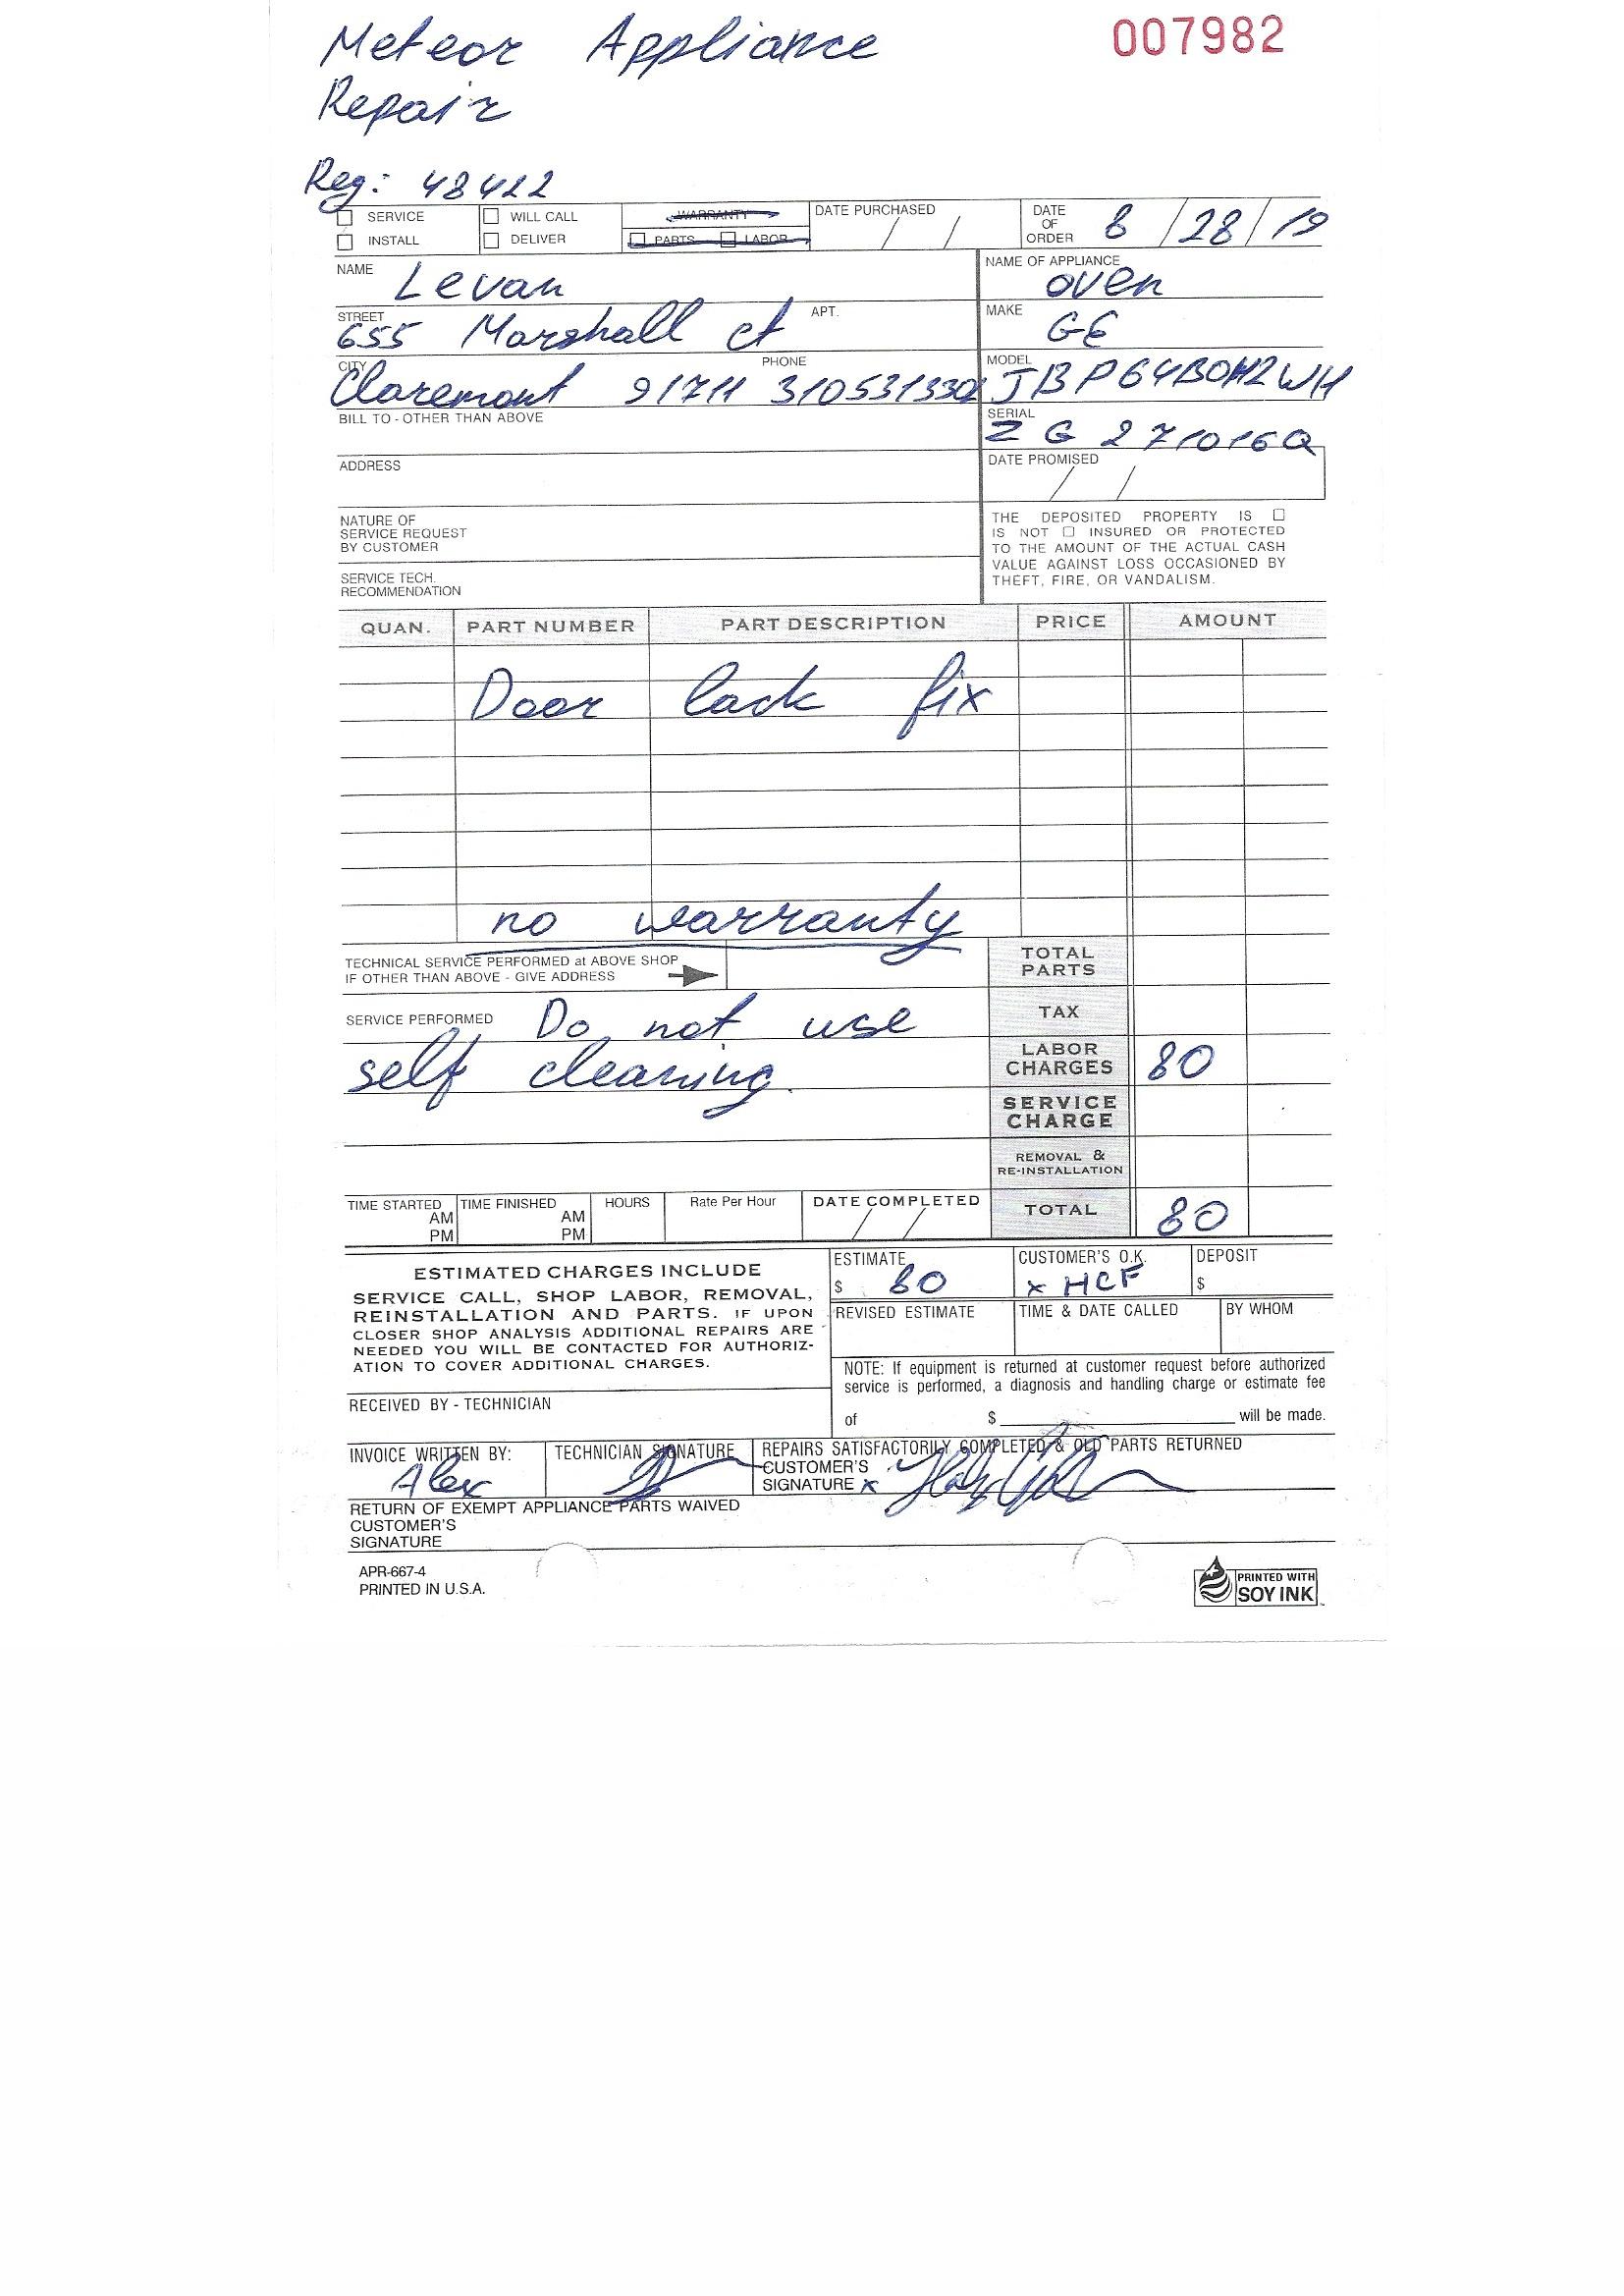 Meteor Appliance 007982
Repair
Reg: 48422
SERVICE WILL CALL WARRANTY DATE PURCHASED DATE OF ORDER 8 / 28 / 19
INSTALL DELIVER PARTS LABOR / /
NAME Levan NAME OF APPLIANCE oven
STREET 655 Marshall ct APT. MAKE GE
CITY Claremont 91711 PHONE 3105313302 MODEL JBP64B0H2WH
BILL TO - OTHER THAN ABOVE SERIAL ZG271016Q
ADDRESS DATE PROMISED / /
NATURE OF
SERVICE REQUEST
BY CUSTOMER
THE DEPOSITED PROPERTY IS
IS NOT INSURED OR PROTECTED
TO THE AMOUNT OF THE ACTUAL CASH
VALUE AGAINST LOSS OCCASIONED BY
THEFT, FIRE, OR VANDALISM.
SERVICE TECH.
RECOMMENDATION
QUAN. PART NUMBER PART DESCRIPTION PRICE AMOUNT
Door lock fix
no warranty
TECHNICAL SERVICE PERFORMED at ABOVE SHOP
IF OTHER THAN ABOVE - GIVE ADDRESS
TOTAL
PARTS
SERVICE PERFORMED Do not use TAX
self cleaning.
LABOR
CHARGES 80
SERVICE
CHARGE
REMOVAL &
RE-INSTALLATION
TIME STARTED TIME FINISHED HOURS Rate Per Hour DATE COMPLETED TOTAL 80
AM AM / /
PM PM
ESTIMATED CHARGES INCLUDE
SERVICE CALL, SHOP LABOR, REMOVAL,
REINSTALLATION AND PARTS. IF UPON
CLOSER SHOP ANALYSIS ADDITIONAL REPAIRS ARE
NEEDED YOU WILL BE CONTACTED FOR AUTHORIZ-
ATION TO COVER ADDITIONAL CHARGES.
ESTIMATE CUSTOMER'S O.K. DEPOSIT
$ 80 x HCF $
REVISED ESTIMATE TIME & DATE CALLED BY WHOM
NOTE: If equipment is returned at customer request before authorized
service is performed, a diagnosis and handling charge or estimate fee
of $ will be made.
RECEIVED BY - TECHNICIAN
INVOICE WRITTEN BY: TECHNICIAN SIGNATURE REPAIRS SATISFACTORILY COMPLETED & OLD PARTS RETURNED
Alex CUSTOMER'S
SIGNATURE x
RETURN OF EXEMPT APPLIANCE PARTS WAIVED
CUSTOMER'S
SIGNATURE
APR-667-4
PRINTED IN U.S.A.
PRINTED WITH
SOY INK